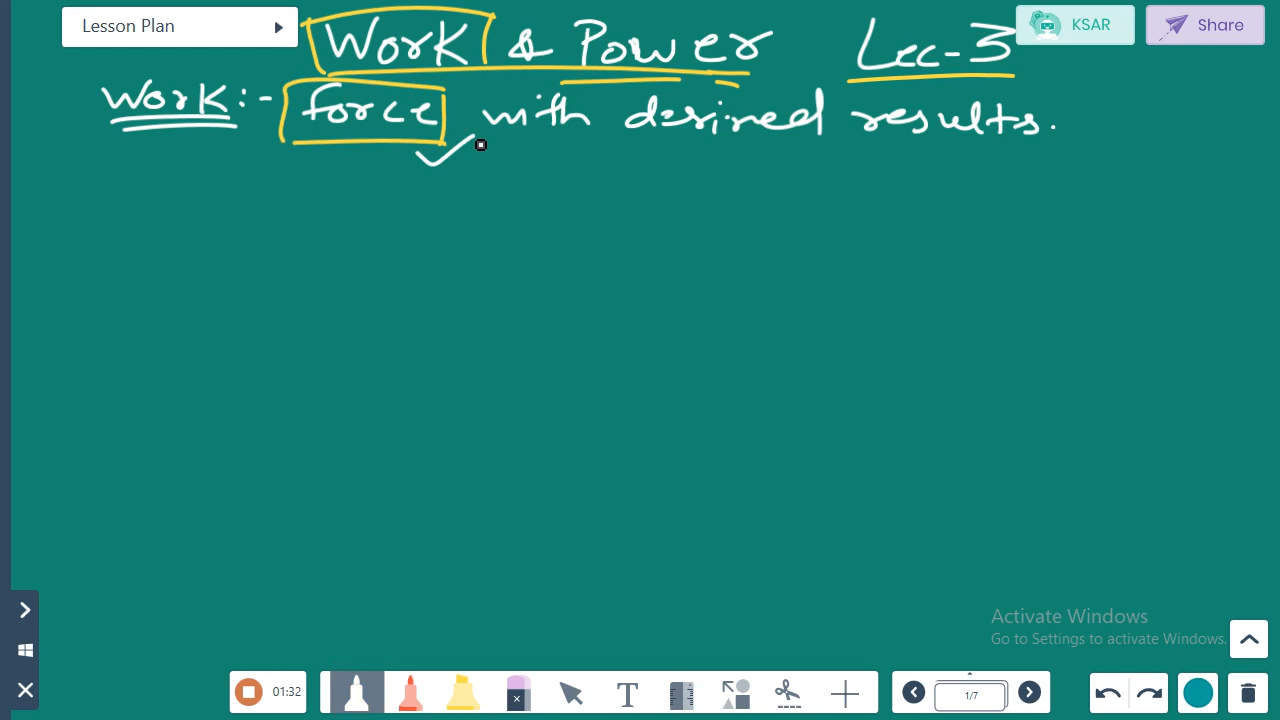 Lesson Plan
Work & Power Lec-3
KSAR
Share
Work :- force with desired results.
Activate Windows
Go to Settings to activate Windows.
01:32
T
1/7